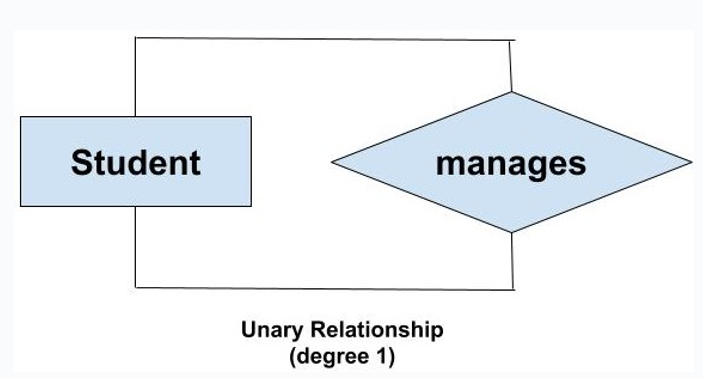 Student
manages
Unary Relationship
(degree 1)